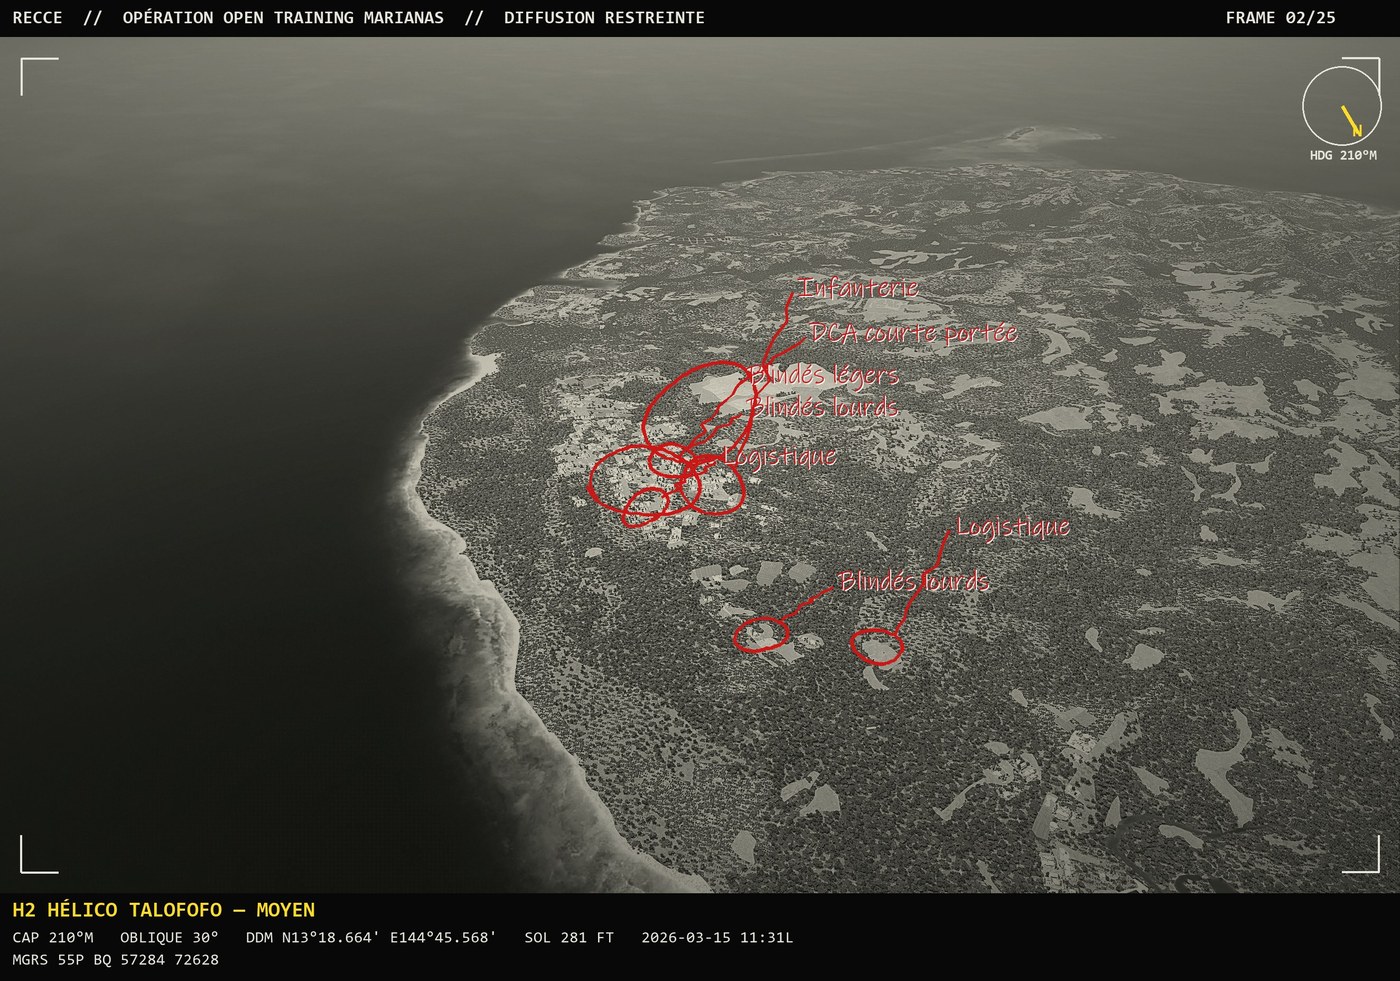 RECCE // OPÉRATION OPEN TRAINING MARIANAS // DIFFUSION RESTREINTE
FRAME 02/25
N
HDG 210°M
Infanterie
DCA courte portée
Blindés légers
Blindés lourds
Logistique
Logistique
Blindés lourds
H2 HÉLICO TALOFOFO — MOYEN
CAP 210°M OBLIQUE 30° DDM N13°18.664' E144°45.568' SOL 281 FT 2026-03-15 11:31L
MGRS 55P BQ 57284 72628